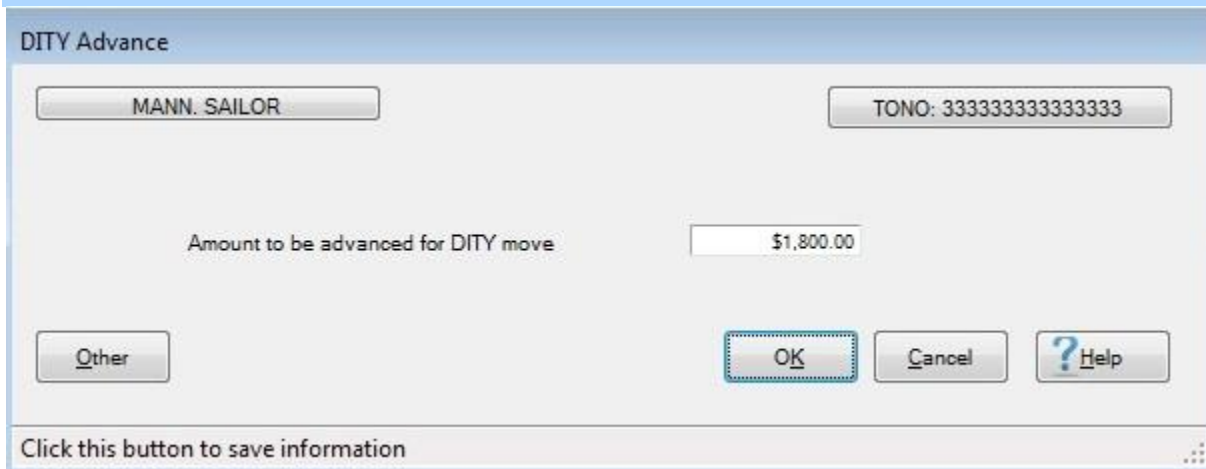 DITY Advance
MANN. SAILOR
TONO: 333333333333333
Amount to be advanced for DITY move
$1,800.00
Other
OK
Cancel
? Help
Click this button to save information